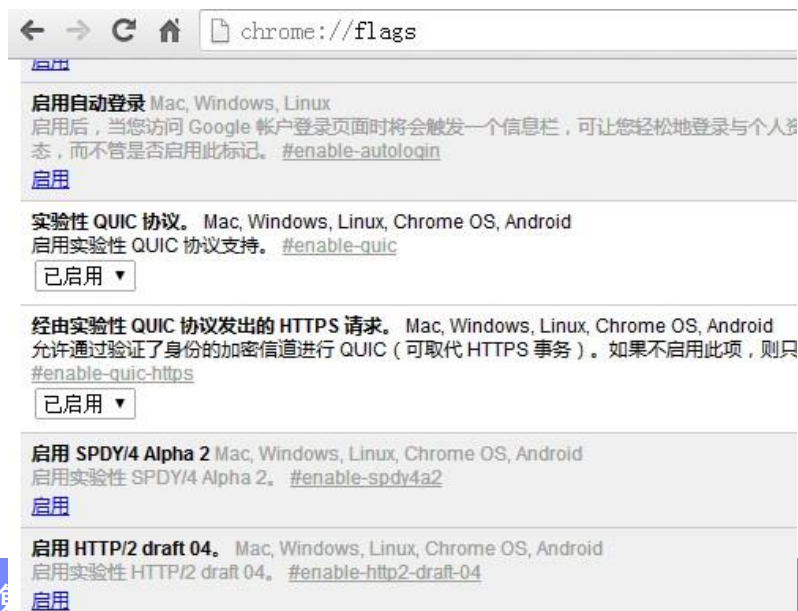 chrome://flags
启用
启用自动登录 Mac, Windows, Linux
启用后，当您访问 Google 帐户登录页面时将会触发一个信息栏，可让您轻松地登录与个人资
态，而不管是否启用此标记。 #enable-autologin
启用
实验性 QUIC 协议。 Mac, Windows, Linux, Chrome OS, Android
启用实验性 QUIC 协议支持。 #enable-quic
已启用 ▼
经由实验性 QUIC 协议发出的 HTTPS 请求。 Mac, Windows, Linux, Chrome OS, Android
允许通过验证了身份的加密信道进行 QUIC（可取代 HTTPS 事务）。如果不启用此项，则只
#enable-quic-https
已启用 ▼
启用 SPDY/4 Alpha 2 Mac, Windows, Linux, Chrome OS, Android
启用实验性 SPDY/4 Alpha 2。 #enable-spdy4a2
启用
启用 HTTP/2 draft 04。 Mac, Windows, Linux, Chrome OS, Android
启用实验性 HTTP/2 draft 04。 #enable-http2-draft-04
启用